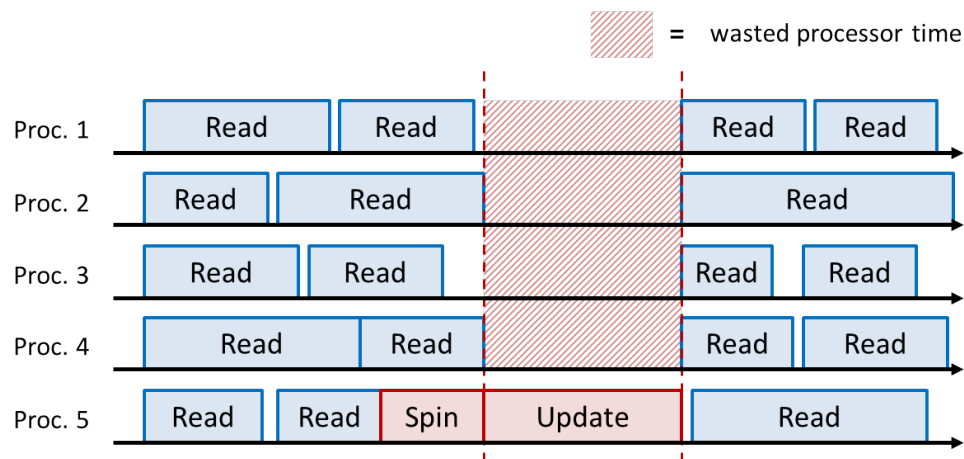 = wasted processor time
Proc. 1 Read Read Read Read
Proc. 2 Read Read Read
Proc. 3 Read Read Read Read
Proc. 4 Read Read Read Read
Proc. 5 Read Read Spin Update Read